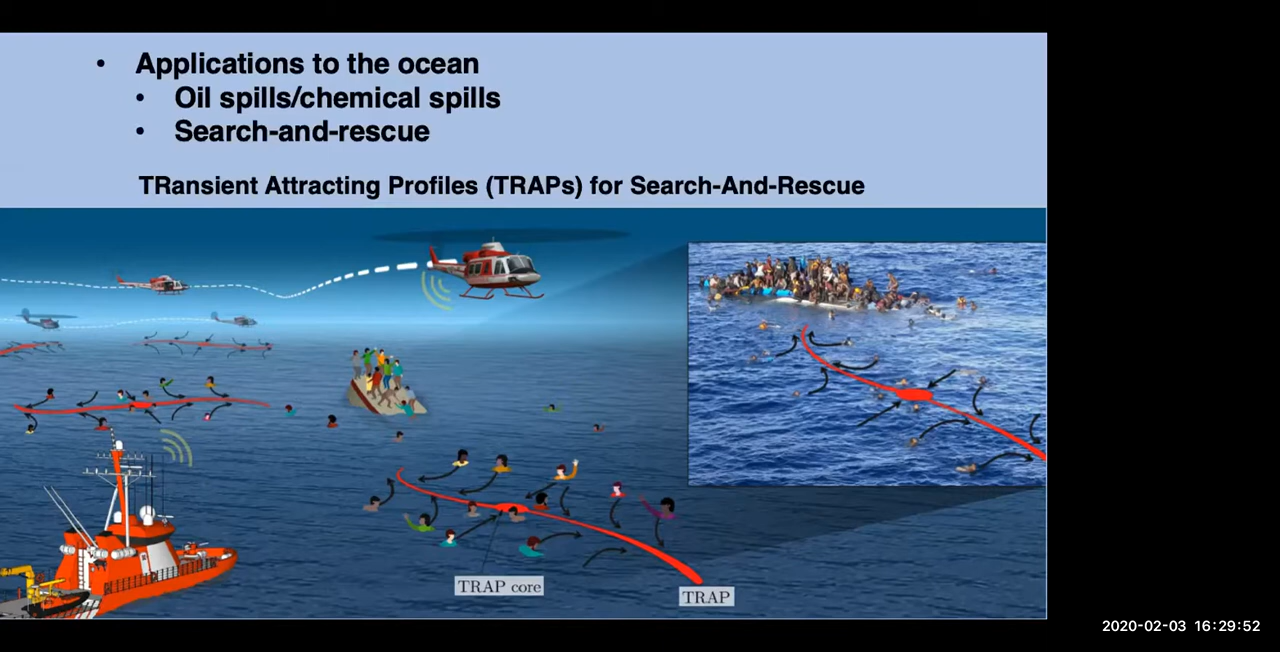 • Applications to the ocean
• Oil spills/chemical spills
• Search-and-rescue
TRansient Attracting Profiles (TRAPs) for Search-And-Rescue
TRAP core
TRAP
2020-02-03 16:29:52